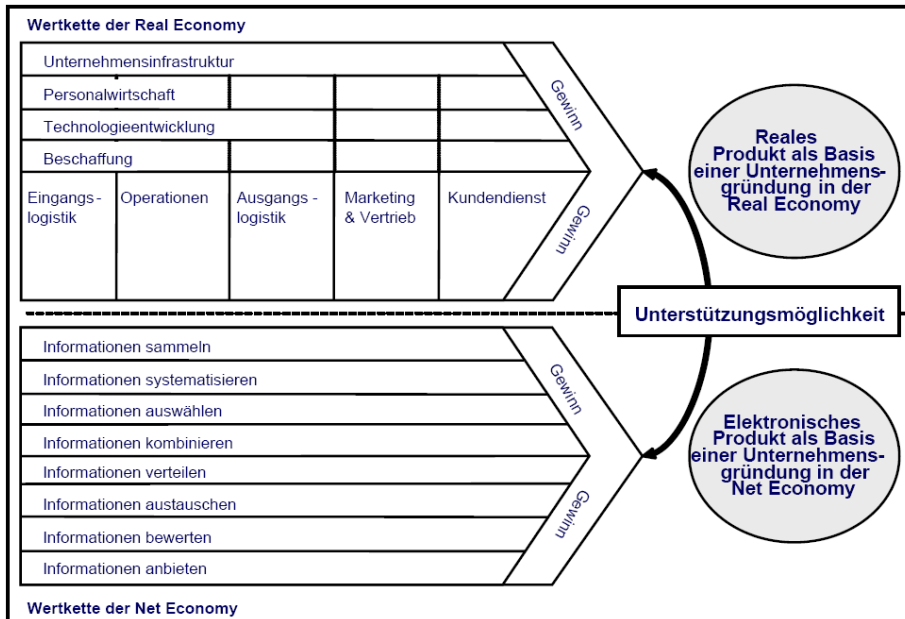 Wertkette der Real Economy
Unternehmensinfrastruktur
Personalwirtschaft
Technologieentwicklung
Beschaffung
Eingangs-
logistik
Operationen
Ausgangs -
logistik
Marketing
& Vertrieb
Kundendienst
Gewinn
Gewinn
Reales
Produkt als Basis
einer Unternehmens-
gründung in der
Real Economy
Unterstützungsmöglichkeit
Informationen sammeln
Informationen systematisieren
Informationen auswählen
Informationen kombinieren
Informationen verteilen
Informationen austauschen
Informationen bewerten
Informationen anbieten
Gewinn
Gewinn
Elektronisches
Produkt als Basis
einer Unternehmens-
gründung in der
Net Economy
Wertkette der Net Economy